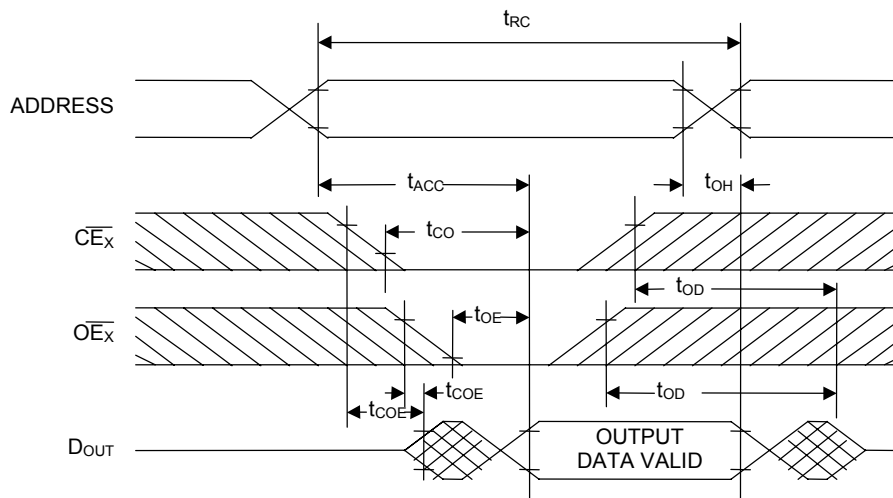 tRC
ADDRESS
tACC
tOH
CEX
tCO
tOD
OEX
tOE
tCOE
tOD
tCOE
DOUT
OUTPUT
DATA VALID